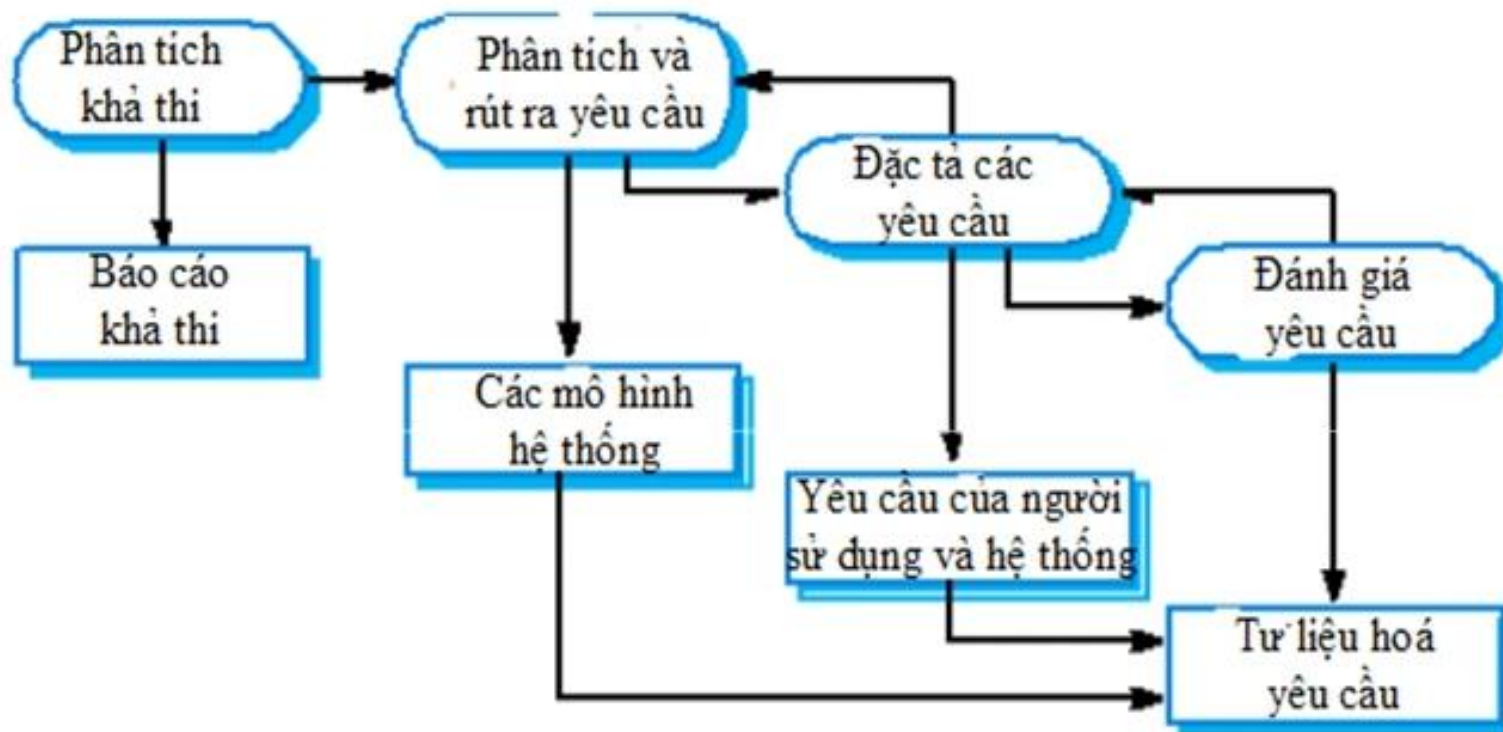 Phân tích
khả thi
Phân tích và
rút ra yêu cầu
Đặc tả các
yêu cầu
Đánh giá
yêu cầu
Báo cáo
khả thi
Các mô hình
hệ thống
Yêu cầu của người
sử dụng và hệ thống
Tư liệu hoá
yêu cầu